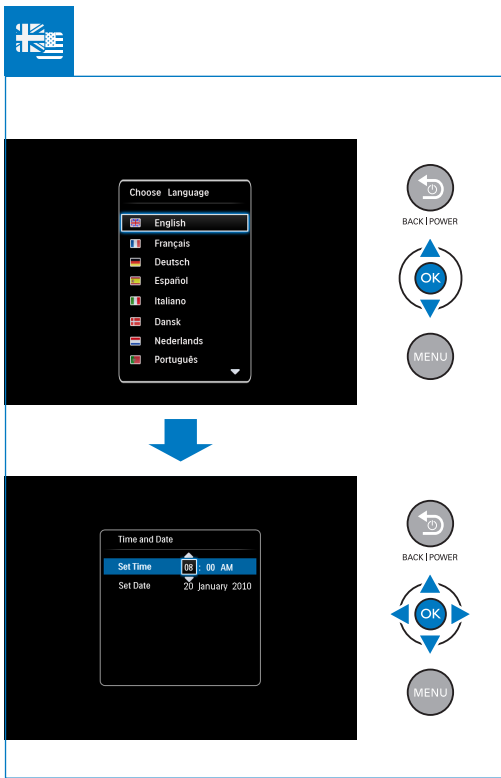 Choose Language
English
Français
Deutsch
Español
Italiano
Dansk
Nederlands
Português
BACK | POWER
OK
MENU
Time and Date
Set Time 08 : 00 AM
Set Date 20 January 2010
BACK | POWER
OK
MENU